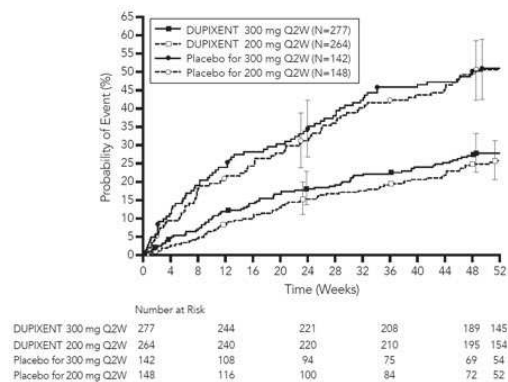 65
60
55
50
45
40
35
30
25
20
15
10
5
0
Probability of Event (%)
DUPIXENT 300 mg Q2W (N=277)
DUPIXENT 200 mg Q2W (N=264)
Placebo for 300 mg Q2W (N=142)
Placebo for 200 mg Q2W (N=148)
0 4 8 12 16 20 24 28 32 36 40 44 48 52
Time (Weeks)
Number at Risk
DUPIXENT 300 mg Q2W 277 244 221 208 189 145
DUPIXENT 200 mg Q2W 264 240 220 210 195 154
Placebo for 300 mg Q2W 142 108 94 75 69 54
Placebo for 200 mg Q2W 148 116 100 84 72 52